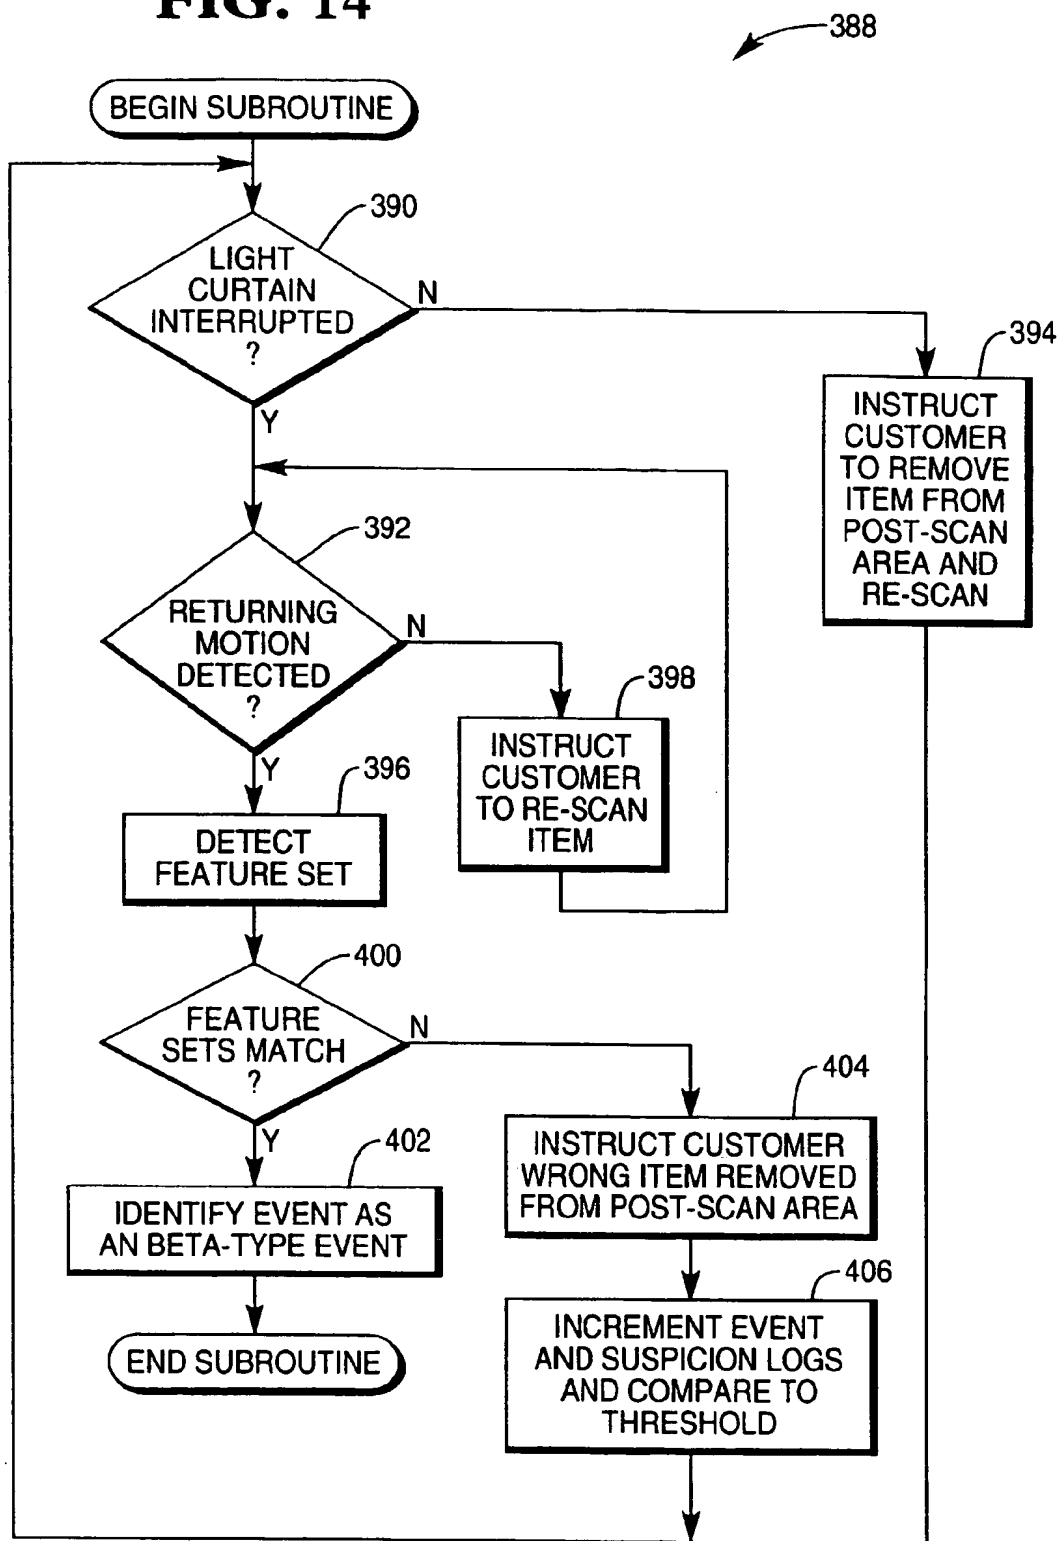 FIG. 14
388
BEGIN SUBROUTINE
390
LIGHT
CURTAIN
INTERRUPTED
?
N
Y
394
INSTRUCT
CUSTOMER
TO REMOVE
ITEM FROM
POST-SCAN
AREA AND
RE-SCAN
392
RETURNING
MOTION
DETECTED
?
N
Y
398
INSTRUCT
CUSTOMER
TO RE-SCAN
ITEM
396
DETECT
FEATURE SET
400
FEATURE
SETS MATCH
?
N
Y
404
INSTRUCT CUSTOMER
WRONG ITEM REMOVED
FROM POST-SCAN AREA
402
IDENTIFY EVENT AS
AN BETA-TYPE EVENT
406
INCREMENT EVENT
AND SUSPICION LOGS
AND COMPARE TO
THRESHOLD
END SUBROUTINE